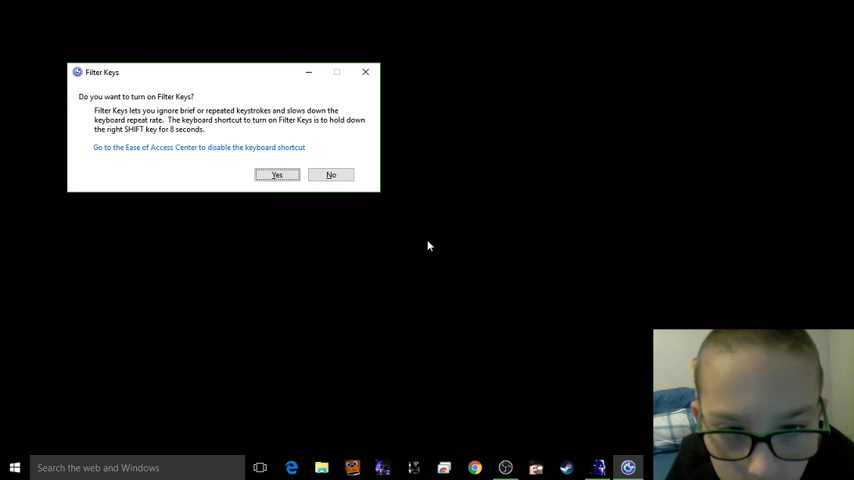 Filter Keys
Do you want to turn on Filter Keys?
Filter Keys lets you ignore brief or repeated keystrokes and slows down the
keyboard repeat rate. The keyboard shortcut to turn on Filter Keys is to hold down
the right SHIFT key for 8 seconds.
Go to the Ease of Access Center to disable the keyboard shortcut
Yes No
Search the web and Windows